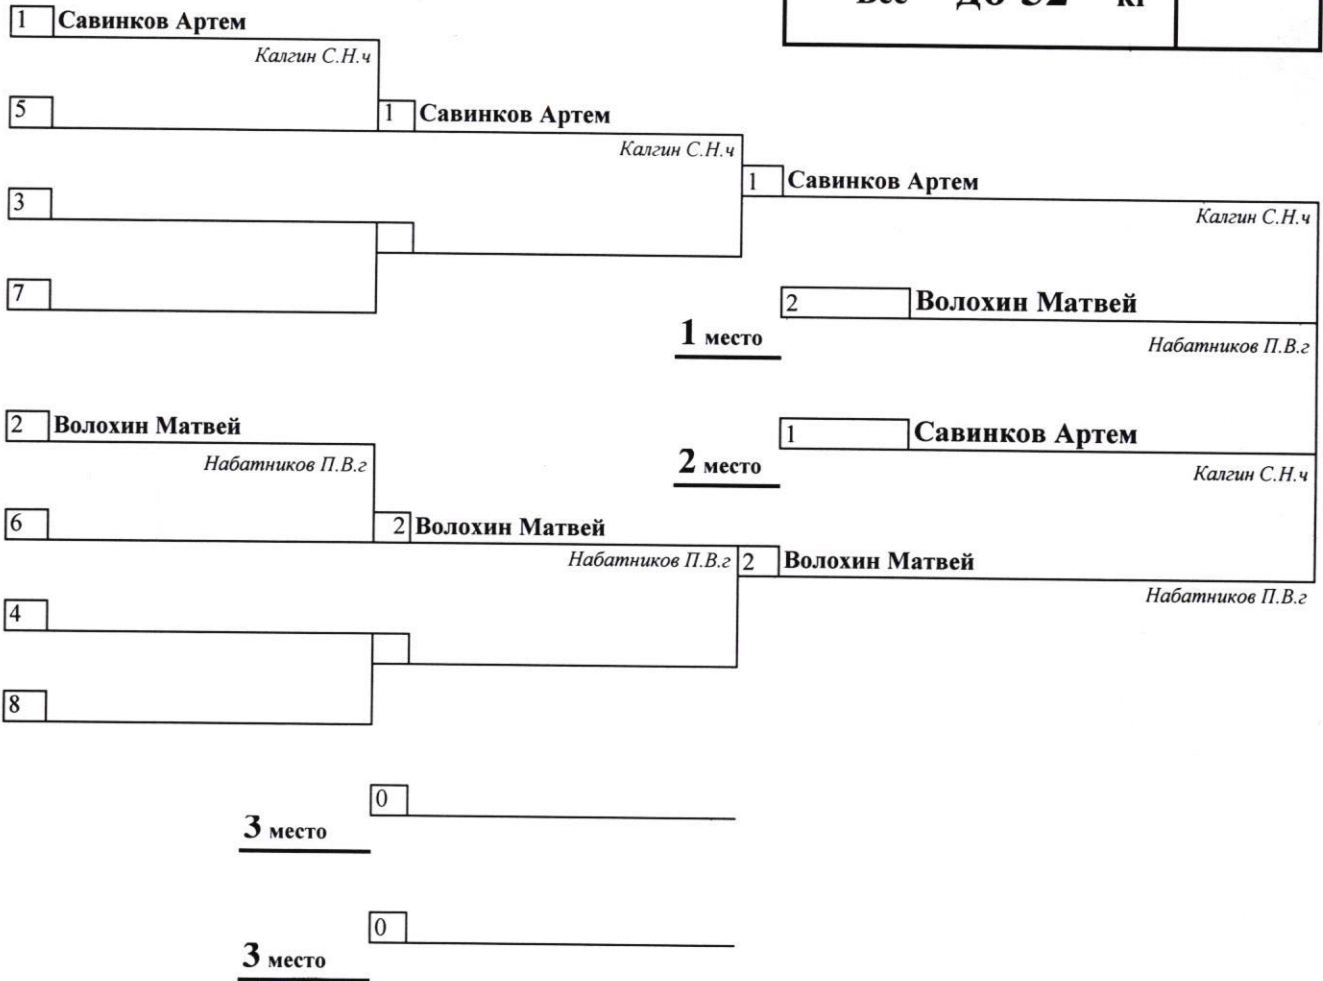 Вес до 32 кг
1 Савинков Артем
Калгин С.Н.ч
5
1 Савинков Артем
Калгин С.Н.ч
3
1 Савинков Артем
Калгин С.Н.ч
7
2 Волохин Матвей
1 место
Набатников П.В.г
2 Волохин Матвей
Набатников П.В.г
1 Савинков Артем
2 место
Калгин С.Н.ч
6
2 Волохин Матвей
Набатников П.В.г
2 Волохин Матвей
Набатников П.В.г
4
8
0
3 место
0
3 место